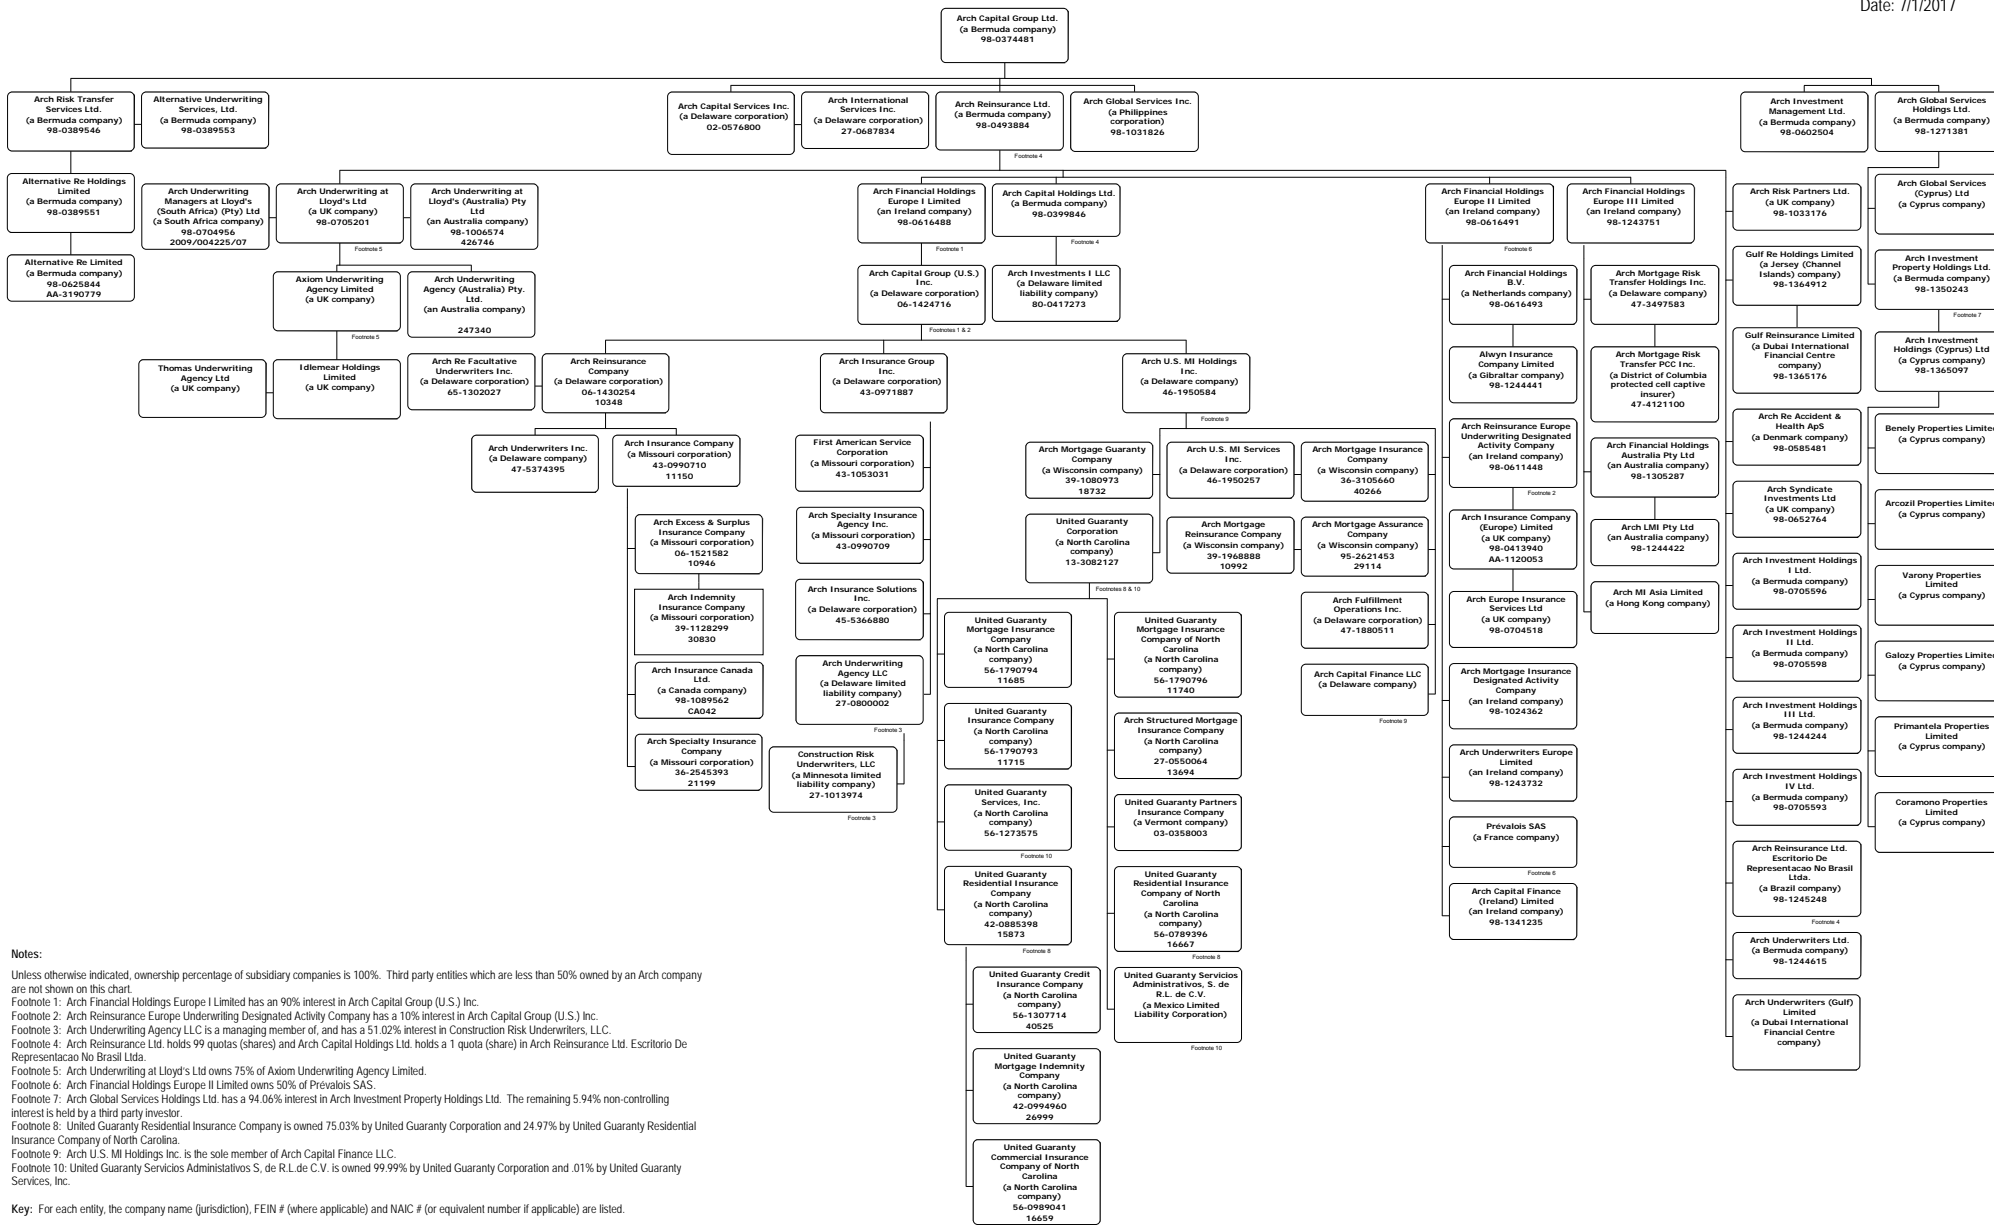 Date: 7/1/2017
Arch Capital Group Ltd.
(a Bermuda company)
98-0374481
Arch Risk Transfer
Services Ltd.
(a Bermuda company)
98-0389546
Alternative Underwriting
Services, Ltd.
(a Bermuda company)
98-0389553
Arch Capital Services Inc.
(a Delaware corporation)
02-0576800
Arch International
Services Inc.
(a Delaware corporation)
27-0687834
Arch Reinsurance Ltd.
(a Bermuda company)
98-0493884
Footnote 4
Arch Global Services Inc.
(a Philippines
corporation)
98-1031826
Arch Investment
Management Ltd.
(a Bermuda company)
98-0602504
Arch Global Services
Holdings Ltd.
(a Bermuda company)
98-1271381
Alternative Re Holdings
Limited
(a Bermuda company)
98-0389551
Alternative Re Limited
(a Bermuda company)
98-0625844
AA-3190779
Arch Underwriting
Managers at Lloyd's
(South Africa) (Pty) Ltd
(a South Africa company)
98-0704956
2009/004225/07
Arch Underwriting at
Lloyd's Ltd
(a UK company)
98-0705201
Footnote 5
Arch Underwriting at
Lloyd's (Australia) Pty
Ltd
(an Australia company)
98-1006574
426746
Axiom Underwriting
Agency Limited
(a UK company)
Footnote 5
Arch Underwriting
Agency (Australia) Pty.
Ltd.
(an Australia company)
247340
Thomas Underwriting
Agency Ltd
(a UK company)
Idlemear Holdings
Limited
(a UK company)
Arch Financial Holdings
Europe I Limited
(an Ireland company)
98-0616488
Footnote 1
Arch Capital Holdings Ltd.
(a Bermuda company)
98-0399846
Footnote 4
Arch Capital Group (U.S.)
Inc.
(a Delaware corporation)
06-1424716
Footnotes 1 & 2
Arch Investments I LLC
(a Delaware limited
liability company)
80-0417273
Arch Re Facultative
Underwriters Inc.
(a Delaware corporation)
65-1302027
Arch Reinsurance
Company
(a Delaware corporation)
06-1430254
10348
Arch Insurance Group
Inc.
(a Delaware corporation)
43-0971887
Arch U.S. MI Holdings
Inc.
(a Delaware company)
46-1950584
Footnote 9
Arch Underwriters Inc.
(a Delaware company)
47-5374395
Arch Insurance Company
(a Missouri corporation)
43-0990710
11150
Arch Excess & Surplus
Insurance Company
(a Missouri corporation)
06-1521582
10946
Arch Indemnity
Insurance Company
(a Missouri corporation)
39-1128299
30830
Arch Insurance Canada
Ltd.
(a Canada company)
98-1089562
CA042
Arch Specialty Insurance
Company
(a Missouri corporation)
36-2545393
21199
First American Service
Corporation
(a Missouri corporation)
43-1053031
Arch Specialty Insurance
Agency Inc.
(a Missouri corporation)
43-0990709
Arch Insurance Solutions
Inc.
(a Delaware corporation)
45-5366880
Arch Underwriting
Agency LLC
(a Delaware limited
liability company)
27-0800002
Footnote 3
Construction Risk
Underwriters, LLC
(a Minnesota limited
liability company)
27-1013974
Footnote 3
Arch Mortgage Guaranty
Company
(a Wisconsin company)
39-1080973
18732
Arch U.S. MI Services
Inc.
(a Delaware corporation)
46-1950257
Arch Mortgage Insurance
Company
(a Wisconsin company)
36-3105660
40266
United Guaranty
Corporation
(a North Carolina
company)
13-3082127
Footnotes 8 & 10
Arch Mortgage
Reinsurance Company
(a Wisconsin company)
39-1968888
10992
Arch Mortgage Assurance
Company
(a Wisconsin company)
95-2621453
29114
Arch Fulfillment
Operations Inc.
(a Delaware corporation)
47-1880511
Arch Capital Finance LLC
(a Delaware company)
Footnote 9
United Guaranty
Mortgage Insurance
Company
(a North Carolina
company)
56-1790794
11685
United Guaranty
Mortgage Insurance
Company of North
Carolina
(a North Carolina
company)
56-1790796
11740
United Guaranty
Insurance Company
(a North Carolina
company)
56-1790793
11715
Arch Structured Mortgage
Insurance Company
(a North Carolina
company)
27-0550064
13694
United Guaranty
Services, Inc.
(a North Carolina
company)
56-1273575
Footnote 10
United Guaranty Partners
Insurance Company
(a Vermont company)
03-0358003
United Guaranty
Residential Insurance
Company
(a North Carolina
company)
42-0885398
15873
Footnote 8
United Guaranty
Residential Insurance
Company of North
Carolina
(a North Carolina
company)
56-0789396
16667
Footnote 8
United Guaranty Credit
Insurance Company
(a North Carolina
company)
56-1307714
40525
United Guaranty Servicios
Administrativos, S. de
R.L. de C.V.
(a Mexico Limited
Liability Corporation)
Footnote 10
United Guaranty
Mortgage Indemnity
Company
(a North Carolina
company)
42-0994960
26999
United Guaranty
Commercial Insurance
Company of North
Carolina
(a North Carolina
company)
56-0989041
16659
Arch Financial Holdings
Europe II Limited
(an Ireland company)
98-0616491
Footnote 6
Arch Financial Holdings
B.V.
(a Netherlands company)
98-0616493
Alwyn Insurance
Company Limited
(a Gibraltar company)
98-1244441
Arch Reinsurance Europe
Underwriting Designated
Activity Company
(an Ireland company)
98-0611448
Footnote 2
Arch Insurance Company
(Europe) Limited
(a UK company)
98-0413940
AA-1120053
Arch Europe Insurance
Services Ltd
(a UK company)
98-0704518
Arch Mortgage Insurance
Designated Activity
Company
(an Ireland company)
98-1024362
Arch Underwriters Europe
Limited
(an Ireland company)
98-1243732
Prévalois SAS
(a France company)
Footnote 6
Arch Capital Finance
(Ireland) Limited
(an Ireland company)
98-1341235
Arch Financial Holdings
Europe III Limited
(an Ireland company)
98-1243751
Arch Mortgage Risk
Transfer Holdings Inc.
(a Delaware company)
47-3497583
Arch Mortgage Risk
Transfer PCC Inc.
(a District of Columbia
protected cell captive
insurer)
47-4121100
Arch Financial Holdings
Australia Pty Ltd
(an Australia company)
98-1305287
Arch LMI Pty Ltd
(an Australia company)
98-1244422
Arch MI Asia Limited
(a Hong Kong company)
Arch Risk Partners Ltd.
(a UK company)
98-1033176
Gulf Re Holdings Limited
(a Jersey (Channel
Islands) company)
98-1364912
Gulf Reinsurance Limited
(a Dubai International
Financial Centre
company)
98-1365176
Arch Re Accident &
Health ApS
(a Denmark company)
98-0585481
Arch Syndicate
Investments Ltd
(a UK company)
98-0652764
Arch Investment Holdings
I Ltd.
(a Bermuda company)
98-0705596
Arch Investment Holdings
II Ltd.
(a Bermuda company)
98-0705598
Arch Investment Holdings
III Ltd.
(a Bermuda company)
98-1244244
Arch Investment Holdings
IV Ltd.
(a Bermuda company)
98-0705593
Arch Reinsurance Ltd.
Escritorio De
Representacao No Brasil
Ltda.
(a Brazil company)
98-1245248
Footnote 4
Arch Underwriters Ltd.
(a Bermuda company)
98-1244615
Arch Underwriters (Gulf)
Limited
(a Dubai International
Financial Centre
company)
Arch Global Services
(Cyprus) Ltd
(a Cyprus company)
Arch Investment
Property Holdings Ltd.
(a Bermuda company)
98-1350243
Footnote 7
Arch Investment
Holdings (Cyprus) Ltd
(a Cyprus company)
98-1365097
Benely Properties Limited
(a Cyprus company)
Arcozil Properties Limited
(a Cyprus company)
Varony Properties
Limited
(a Cyprus company)
Galozy Properties Limited
(a Cyprus company)
Primantela Properties
Limited
(a Cyprus company)
Coramono Properties
Limited
(a Cyprus company)
Notes:
Unless otherwise indicated, ownership percentage of subsidiary companies is 100%. Third party entities which are less than 50% owned by an Arch company
are not shown on this chart.
Footnote 1: Arch Financial Holdings Europe I Limited has an 90% interest in Arch Capital Group (U.S.) Inc.
Footnote 2: Arch Reinsurance Europe Underwriting Designated Activity Company has a 10% interest in Arch Capital Group (U.S.) Inc.
Footnote 3: Arch Underwriting Agency LLC is a managing member of, and has a 51.02% interest in Construction Risk Underwriters, LLC.
Footnote 4: Arch Reinsurance Ltd. holds 99 quotas (shares) and Arch Capital Holdings Ltd. holds a 1 quota (share) in Arch Reinsurance Ltd. Escritorio De
Representacao No Brasil Ltda.
Footnote 5: Arch Underwriting at Lloyd's Ltd owns 75% of Axiom Underwriting Agency Limited.
Footnote 6: Arch Financial Holdings Europe II Limited owns 50% of Prévalois SAS.
Footnote 7: Arch Global Services Holdings Ltd. has a 94.06% interest in Arch Investment Property Holdings Ltd. The remaining 5.94% non-controlling
interest is held by a third party investor.
Footnote 8: United Guaranty Residential Insurance Company is owned 75.03% by United Guaranty Corporation and 24.97% by United Guaranty Residential
Insurance Company of North Carolina.
Footnote 9: Arch U.S. MI Holdings Inc. is the sole member of Arch Capital Finance LLC.
Footnote 10: United Guaranty Servicios Administativos S, de R.L.de C.V. is owned 99.99% by United Guaranty Corporation and .01% by United Guaranty
Services, Inc.
Key: For each entity, the company name (jurisdiction), FEIN # (where applicable) and NAIC # (or equivalent number if applicable) are listed.